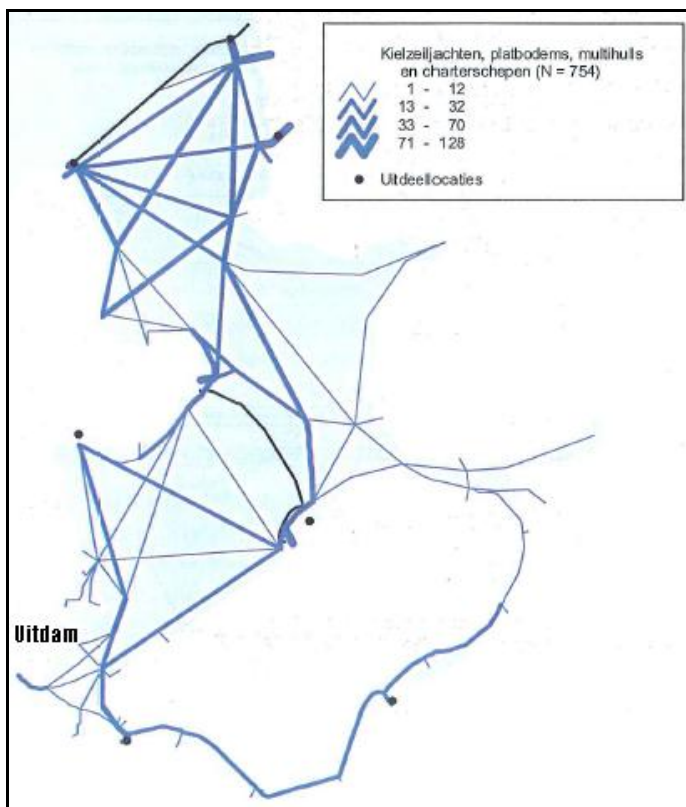 Kielzeiljachten, platbodems, multihulls
en charterschepen (N = 754)
1 - 12
13 - 32
33 - 70
71 - 128
Uitdeellocaties
Uitdam